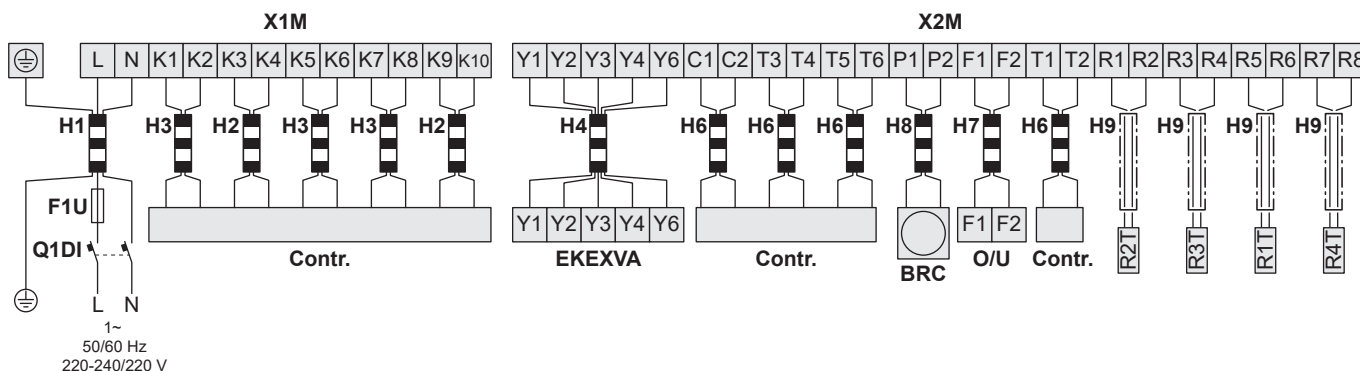 X1M X2M
L N K1 K2 K3 K4 K5 K6 K7 K8 K9 K10 Y1 Y2 Y3 Y4 Y6 C1 C2 T3 T4 T5 T6 P1 P2 F1 F2 T1 T2 R1 R2 R3 R4 R5 R6 R7 R8
H1 H3 H2 H3 H3 H2 H4 H6 H6 H6 H8 H7 H6 H9 H9 H9 H9
F1U
Y1 Y2 Y3 Y4 Y6 F1 F2
Q1DI Contr. EKEXVA Contr. BRC O/U Contr. R2T R3T R1T R4T
L N
1~
50/60 Hz
220-240/220 V